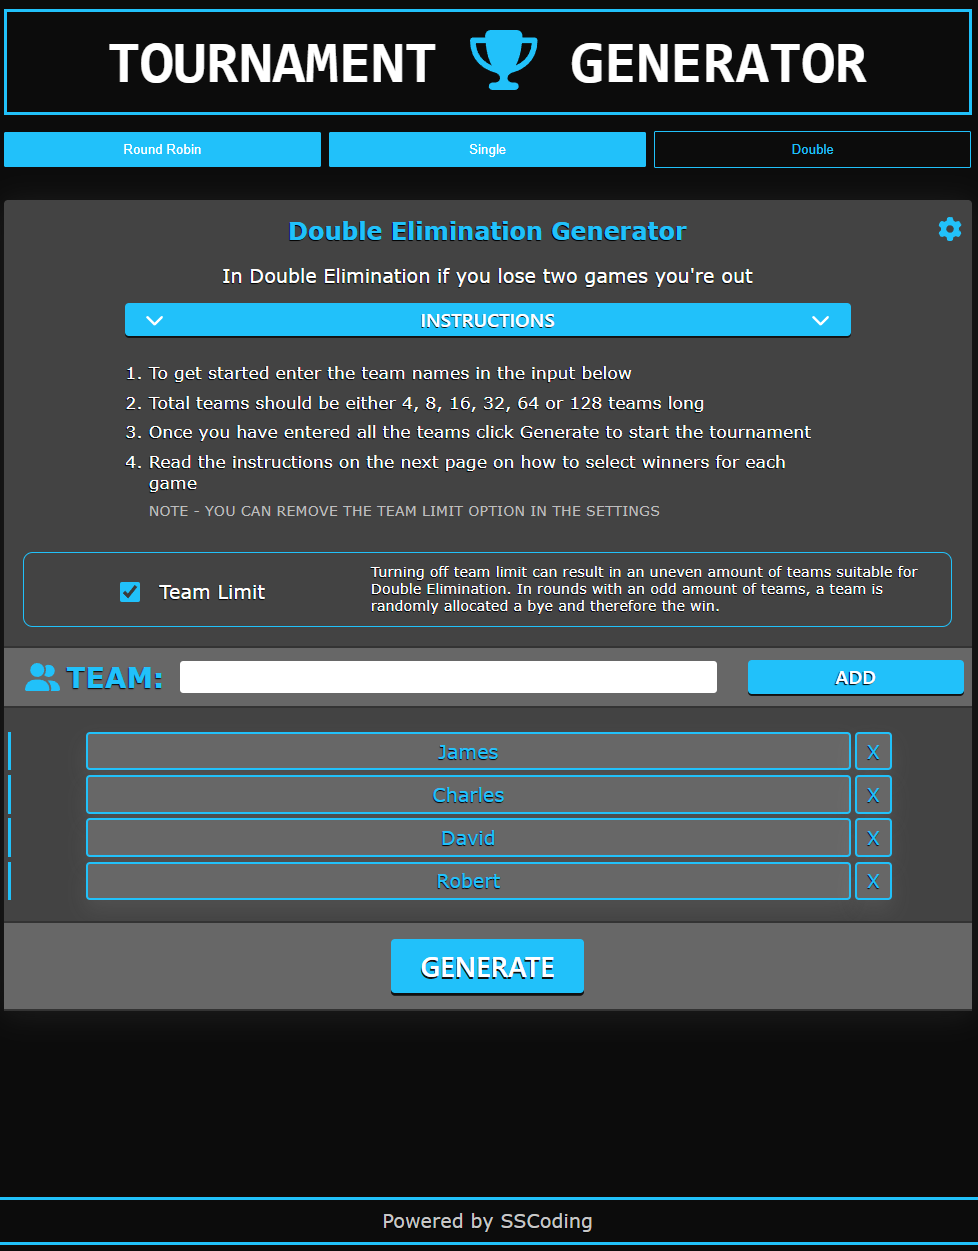 TOURNAMENT GENERATOR
Round Robin Single Double
Double Elimination Generator
In Double Elimination if you lose two games you're out
INSTRUCTIONS
1. To get started enter the team names in the input below
2. Total teams should be either 4, 8, 16, 32, 64 or 128 teams long
3. Once you have entered all the teams click Generate to start the tournament
4. Read the instructions on the next page on how to select winners for each
game
NOTE - YOU CAN REMOVE THE TEAM LIMIT OPTION IN THE SETTINGS
Team Limit
Turning off team limit can result in an uneven amount of teams suitable for
Double Elimination. In rounds with an odd amount of teams, a team is
randomly allocated a bye and therefore the win.
TEAM: ADD
James X
Charles X
David X
Robert X
GENERATE
Powered by SSCoding